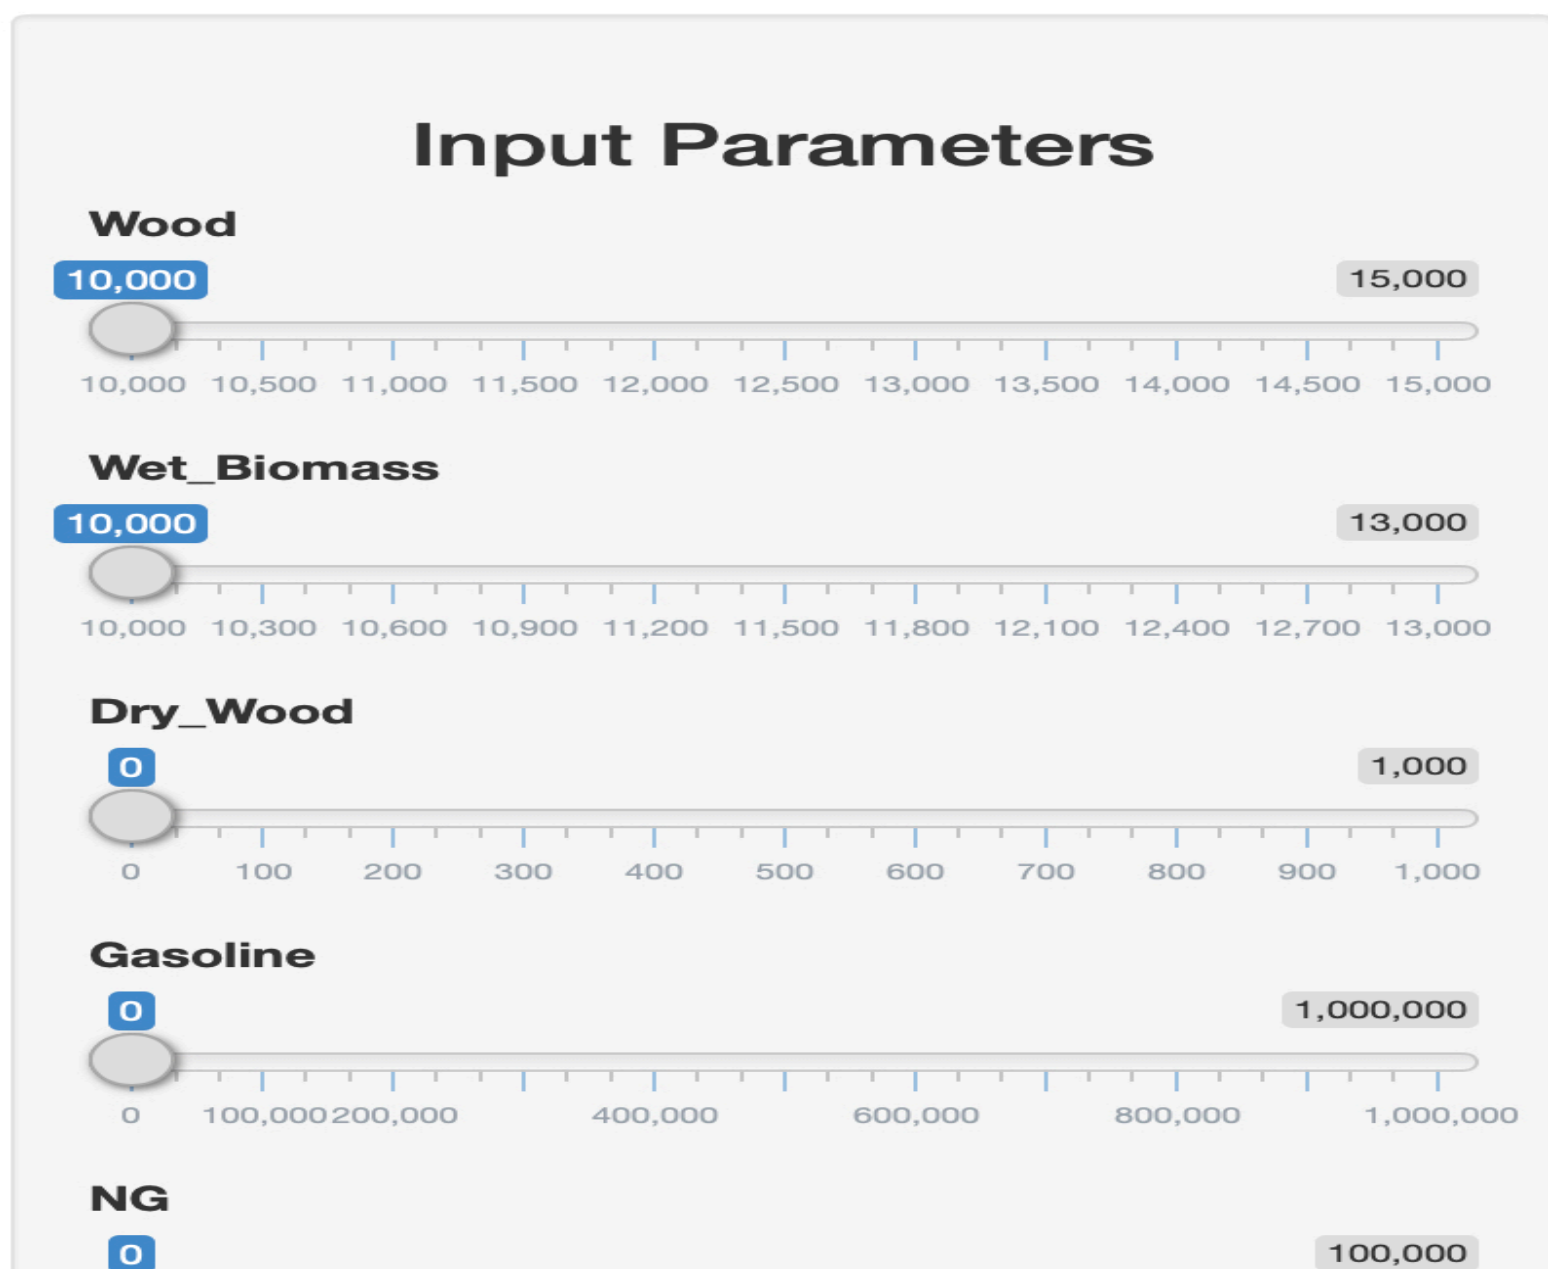 Input Parameters
Wood
10,000 15,000
10,000 10,500 11,000 11,500 12,000 12,500 13,000 13,500 14,000 14,500 15,000
Wet_Biomass
10,000 13,000
10,000 10,300 10,600 10,900 11,200 11,500 11,800 12,100 12,400 12,700 13,000
Dry_Wood
0 1,000
0 100 200 300 400 500 600 700 800 900 1,000
Gasoline
0 1,000,000
0 100,000 200,000 400,000 600,000 800,000 1,000,000
NG
0 100,000